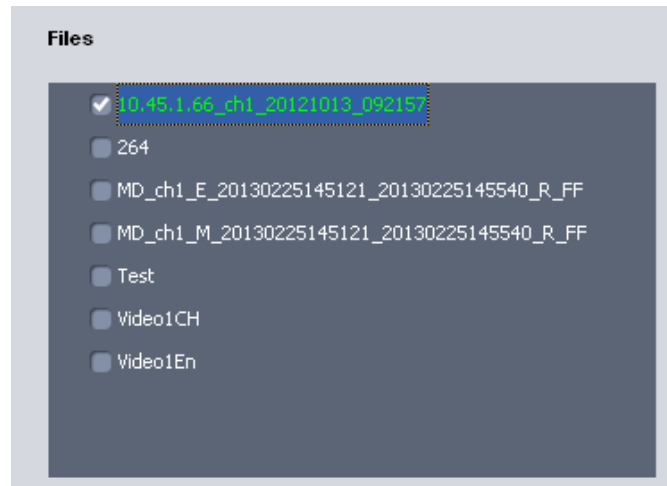 Files
10.45.1.66_ch1_20121013_092157
264
MD_ch1_E_20130225145121_20130225145540_R_FF
MD_ch1_M_20130225145121_20130225145540_R_FF
Test
Video1CH
Video1En